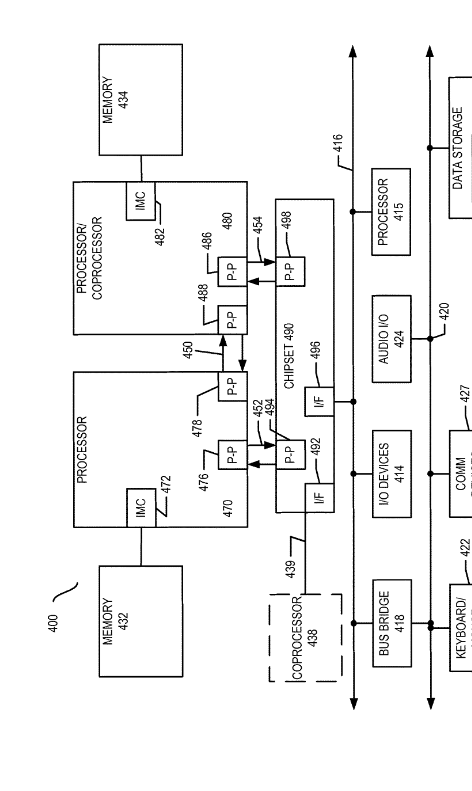 400
MEMORY
432
MEMORY
434
PROCESSOR
IMC
472
470
PROCESSOR/
COPROCESSOR
IMC
482
480
476
P-P
478
P-P
450
488
P-P
486
P-P
452
494
454
498
P-P
P-P
CHIPSET 490
I/F
492
I/F
496
439
COPROCESSOR
438
416
BUS BRIDGE
418
I/O DEVICES
414
AUDIO I/O
424
PROCESSOR
415
420
KEYBOARD/
422
COMM
427
DATA STORAGE